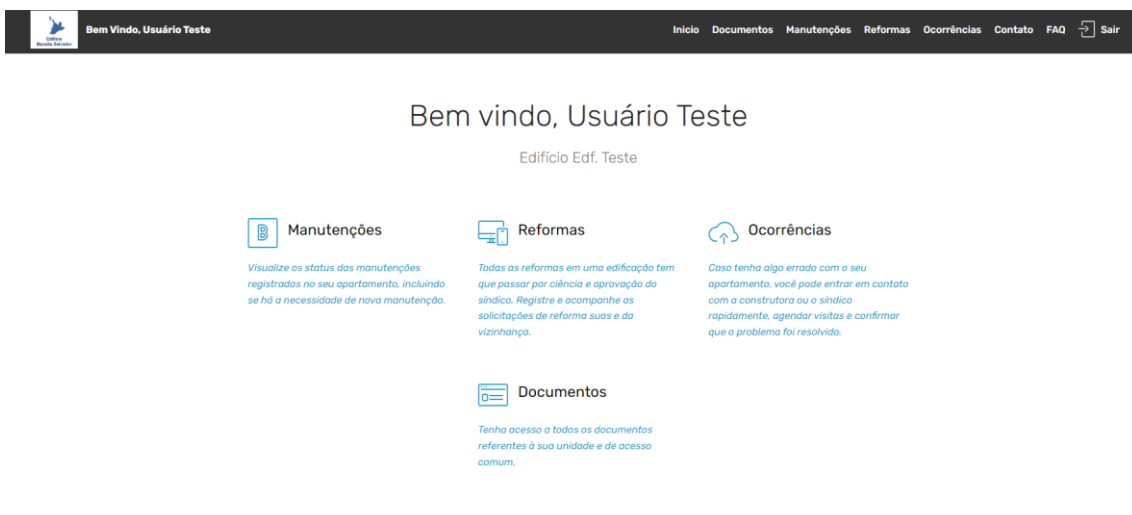 Edifício
Bem Vindo, Usuário Teste
Inicio Documentos Manutenções Reformas Ocorrências Contato FAQ Sair
Bem vindo, Usuário Teste
Edifício Edf. Teste
B Manutenções
Visualize os status das manutenções
registradas no seu apartamento, incluindo
se há a necessidade de nova manutenção.
Reformas
Todas as reformas em uma edificação tem
que passar por ciência e aprovação do
síndico. Registre e acompanhe as
solicitações de reforma suas e da
vizinhança.
Ocorrências
Caso tenha algo errado com o seu
apartamento, você pode entrar em contato
com a construtora ou o síndico
rapidamente, agendar visitas e confirmar
que o problema foi resolvido.
Documentos
Tenha acesso a todos os documentos
referentes à sua unidade e de acesso
comum.